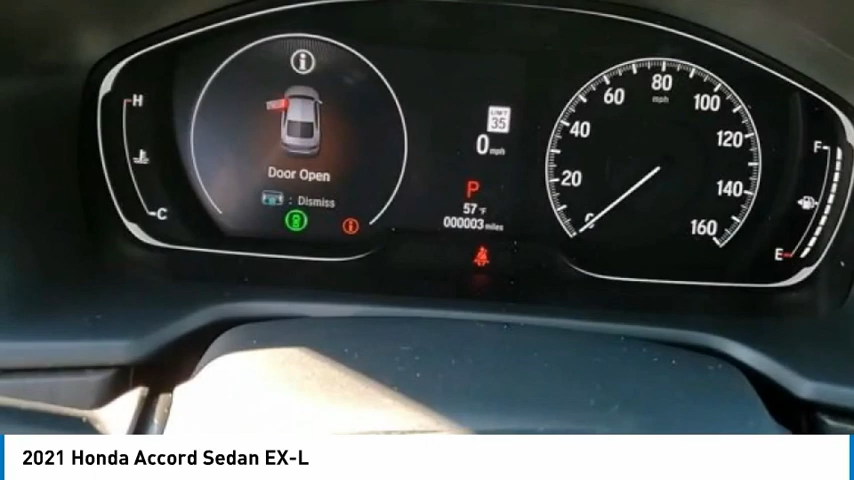 H
C
i
Door Open
: Dismiss
LIMIT
35
0 mph
P
57 °F
000003 miles
0
20
40
60
80
mph
100
120
140
160
F
E
2021 Honda Accord Sedan EX-L